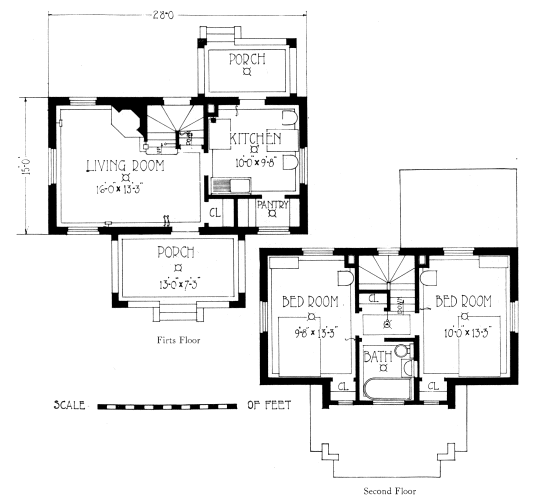 28-0
PORCH
15-0
LIVING ROOM
16-0 x 13-3
KITCHEN
10-0 x 9-8
CL
PANTRY
PORCH
13-0 x 7-3
Firts Floor
BED ROOM
9-8 x 13-3
CL
BED ROOM
10-0 x 13-3
BATH
CL
CL
SCALE OF FEET
Second Floor